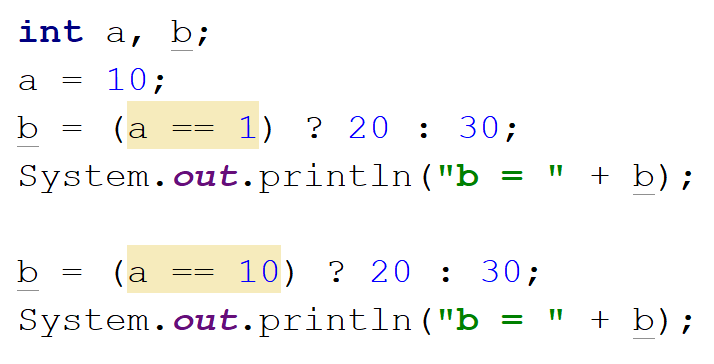 int a, b;
a = 10;
b = (a == 1) ? 20 : 30;
System.out.println("b = " + b);
b = (a == 10) ? 20 : 30;
System.out.println("b = " + b);